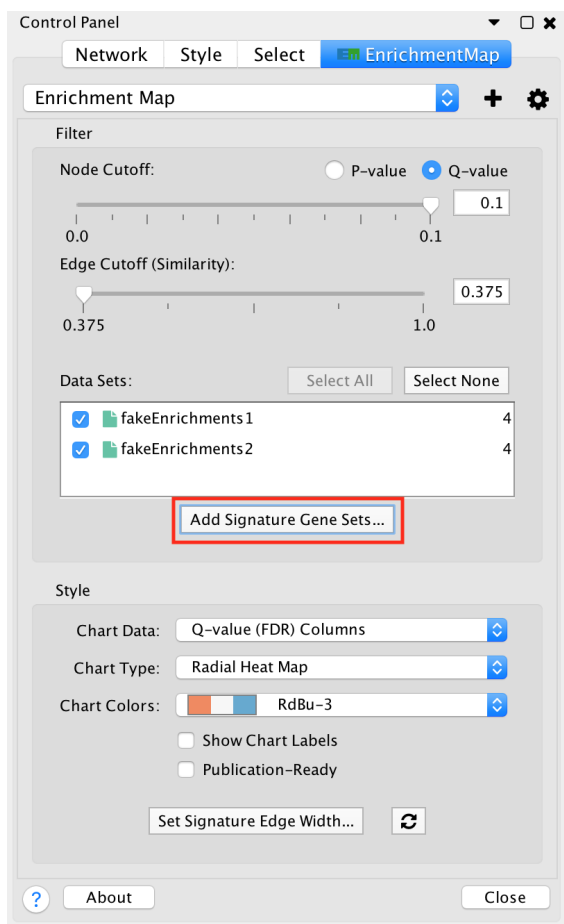 Control Panel
Network Style Select EM EnrichmentMap
Enrichment Map
Filter
Node Cutoff: P-value Q-value
0.1
0.0 0.1
Edge Cutoff (Similarity):
0.375
0.375 1.0
Data Sets: Select All Select None
fakeEnrichments1 4
fakeEnrichments2 4
Add Signature Gene Sets...
Style
Chart Data: Q-value (FDR) Columns
Chart Type: Radial Heat Map
Chart Colors: RdBu-3
Show Chart Labels
Publication-Ready
Set Signature Edge Width...
? About Close